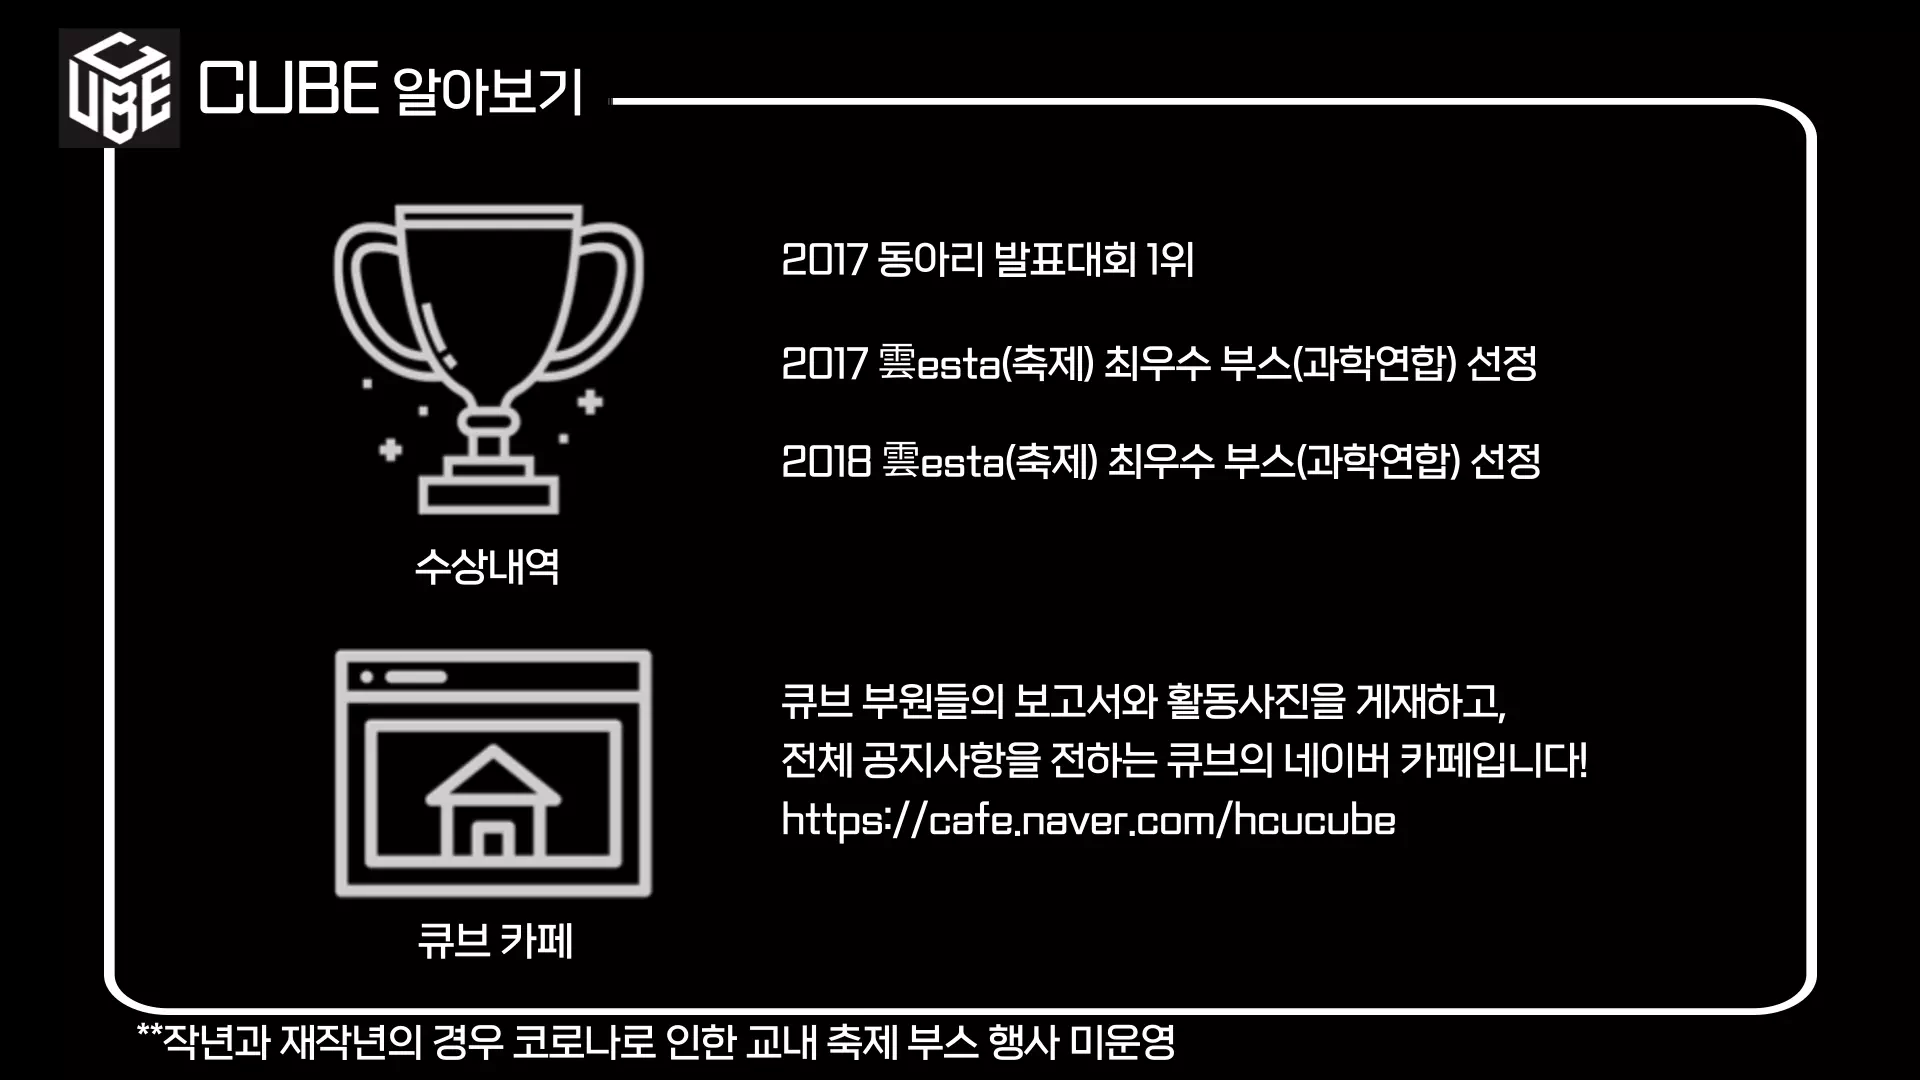 CUBE
CUBE 알아보기
2017 동아리 발표대회 1위
2017 雲esta(축제) 최우수 부스(과학연합) 선정
2018 雲esta(축제) 최우수 부스(과학연합) 선정
수상내역
큐브 부원들의 보고서와 활동사진을 게재하고,
전체 공지사항을 전하는 큐브의 네이버 카페입니다!
https://cafe.naver.com/hcucube
큐브 카페
**작년과 재작년의 경우 코로나로 인한 교내 축제 부스 행사 미운영